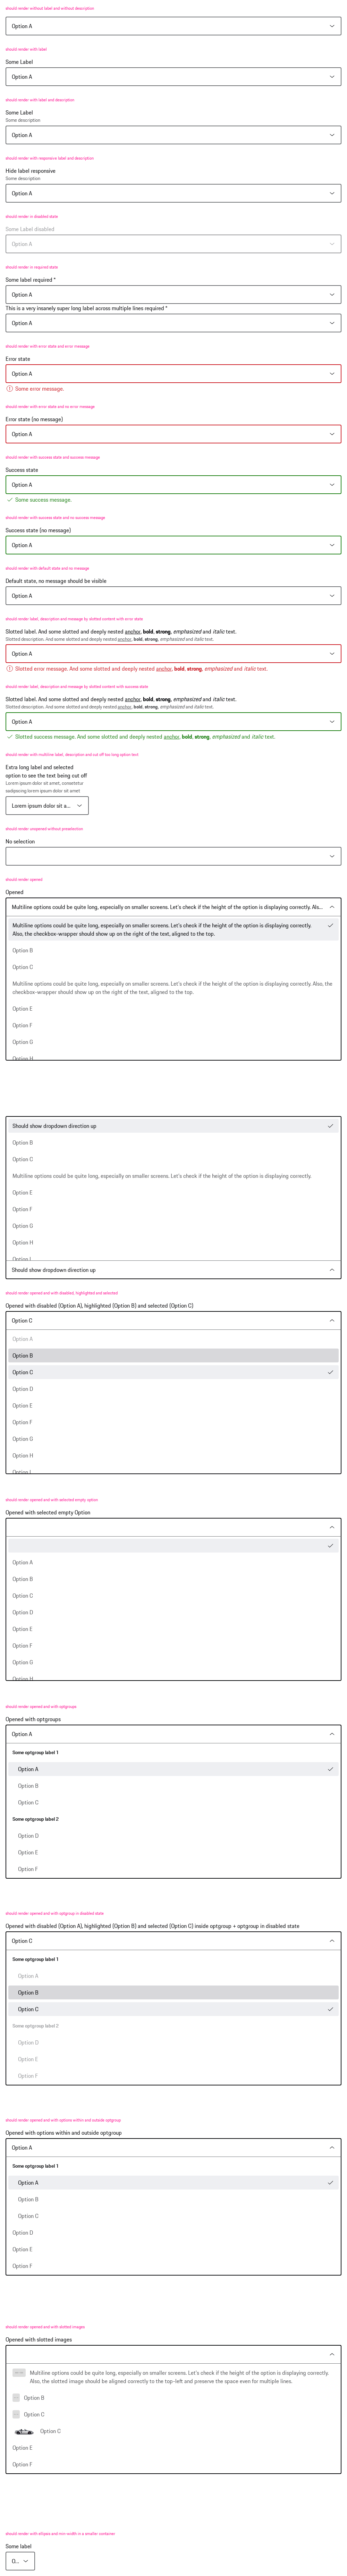 should render without label and without description
Option A
should render with label
Some Label
Option A
should render with label and description
Some Label
Some description
Option A
should render with responsive label and description
Hide label responsive
Some description
Option A
should render in disabled state
Some Label disabled
Option A
should render in required state
Some label required *
Option A
This is a very insanely super long label across multiple lines required *
Option A
should render with error state and error message
Error state
Option A
Some error message.
should render with error state and no error message
Error state (no message)
Option A
should render with success state and success message
Success state
Option A
Some success message.
should render with success state and no success message
Success state (no message)
Option A
should render with default state and no message
Default state, no message should be visible
Option A
should render label, description and message by slotted content with error state
Slotted label. And some slotted and deeply nested anchor, bold, strong, emphasized and italic text.
Slotted description. And some slotted and deeply nested anchor, bold, strong, emphasized and italic text.
Option A
Slotted error message. And some slotted and deeply nested anchor, bold, strong, emphasized and italic text.
should render label, description and message by slotted content with success state
Slotted label. And some slotted and deeply nested anchor, bold, strong, emphasized and italic text.
Slotted description. And some slotted and deeply nested anchor, bold, strong, emphasized and italic text.
Option A
Slotted success message. And some slotted and deeply nested anchor, bold, strong, emphasized and italic text.
should render with multiline label, description and cut off too long option text
Extra long label and selected
option to see the text being cut off
Lorem ipsum dolor sit amet, consetetur
sadipscing lorem ipsum dolor sit amet
Lorem ipsum dolor sit a...
should render unopened without preselection
No selection
should render opened
Opened
Multiline options could be quite long, especially on smaller screens. Let's check if the height of the option is displaying correctly. Als...
Multiline options could be quite long, especially on smaller screens. Let's check if the height of the option is displaying correctly.
Also, the checkbox-wrapper should show up on the right of the text, aligned to the top.
Option B
Option C
Multiline options could be quite long, especially on smaller screens. Let's check if the height of the option is displaying correctly. Also, the
checkbox-wrapper should show up on the right of the text, aligned to the top.
Option E
Option F
Option G
Option H
Should show dropdown direction up
Option B
Option C
Multiline options could be quite long, especially on smaller screens. Let's check if the height of the option is displaying correctly.
Option E
Option F
Option G
Option H
Option I
Should show dropdown direction up
should render opened and with disabled, highlighted and selected
Opened with disabled (Option A), highlighted (Option B) and selected (Option C)
Option C
Option A
Option B
Option C
Option D
Option E
Option F
Option G
Option H
Option I
should render opened and with selected empty option
Opened with selected empty Option
Option A
Option B
Option C
Option D
Option E
Option F
Option G
Option H
should render opened and with optgroups
Opened with optgroups
Option A
Some optgroup label 1
Option A
Option B
Option C
Some optgroup label 2
Option D
Option E
Option F
should render opened and with optgroup in disabled state
Opened with disabled (Option A), highlighted (Option B) and selected (Option C) inside optgroup + optgroup in disabled state
Option C
Some optgroup label 1
Option A
Option B
Option C
Some optgroup label 2
Option D
Option E
Option F
should render opened and with options within and outside optgroup
Opened with options within and outside optgroup
Option A
Some optgroup label 1
Option A
Option B
Option C
Option D
Option E
Option F
should render opened and with slotted images
Opened with slotted images
Multiline options could be quite long, especially on smaller screens. Let's check if the height of the option is displaying correctly.
Also, the slotted image should be aligned correctly to the top-left and preserve the space even for multiple lines.
Option B
Option C
Option C
Option E
Option F
should render with ellipsis and min width in a smaller container
Some label
O...